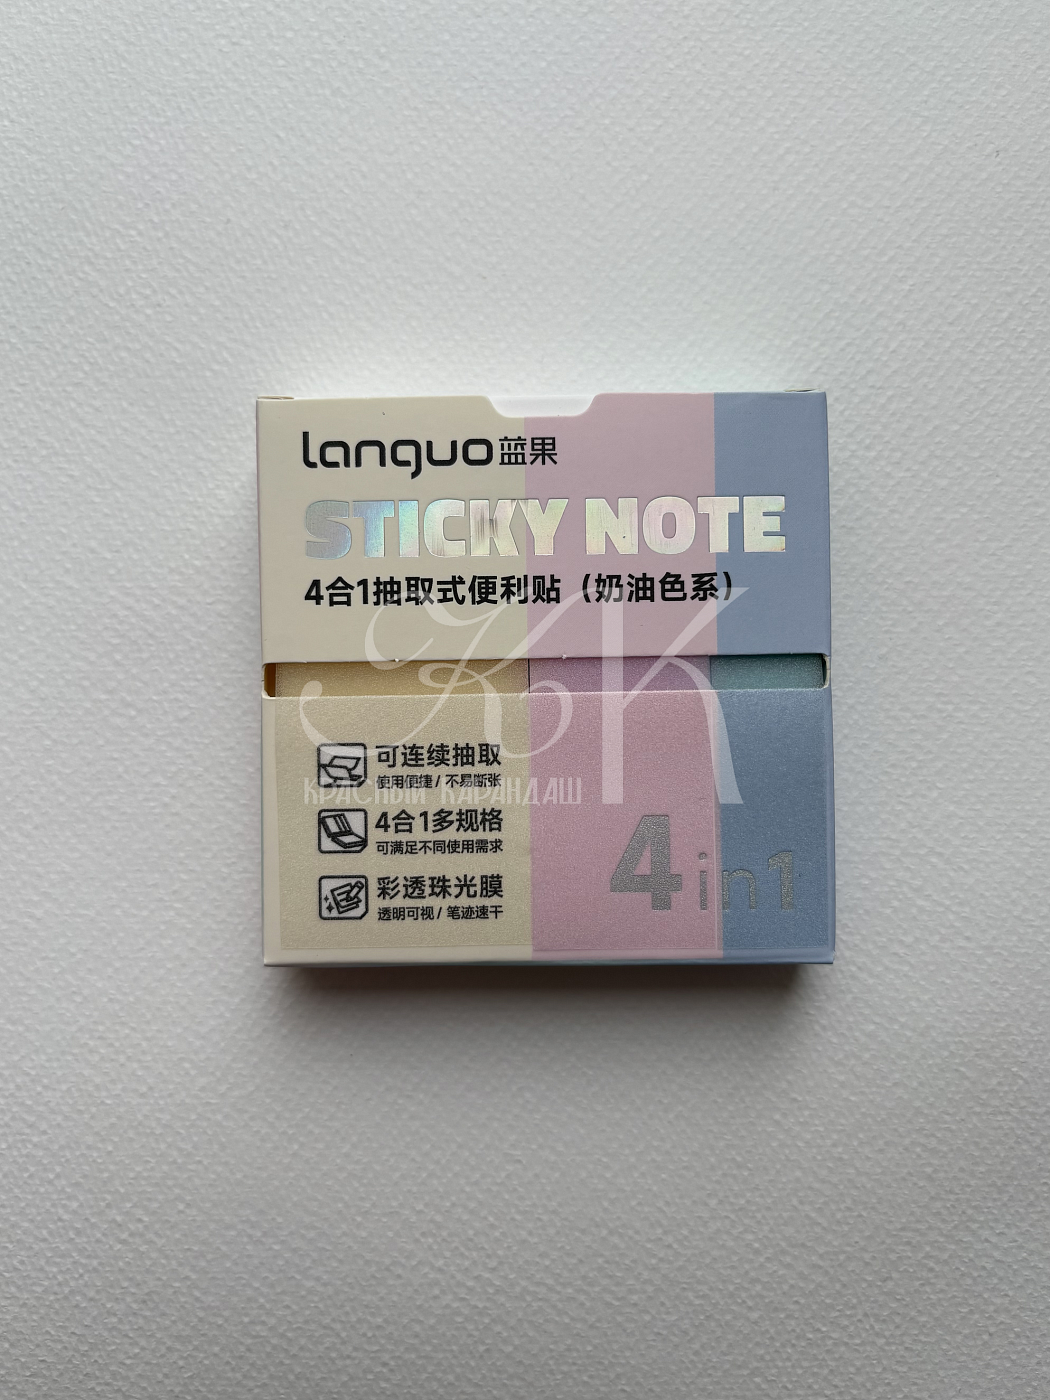 languo蓝果
STICKY NOTE
4合1抽取式便利贴（奶油色系）
KK
可连续抽取
使用便捷 / 不易断张
КРАСНЫЙ КАРАНДАШ
4合1多规格
可满足不同使用需求
彩透珠光膜
透明可视 / 笔迹速干
4in1